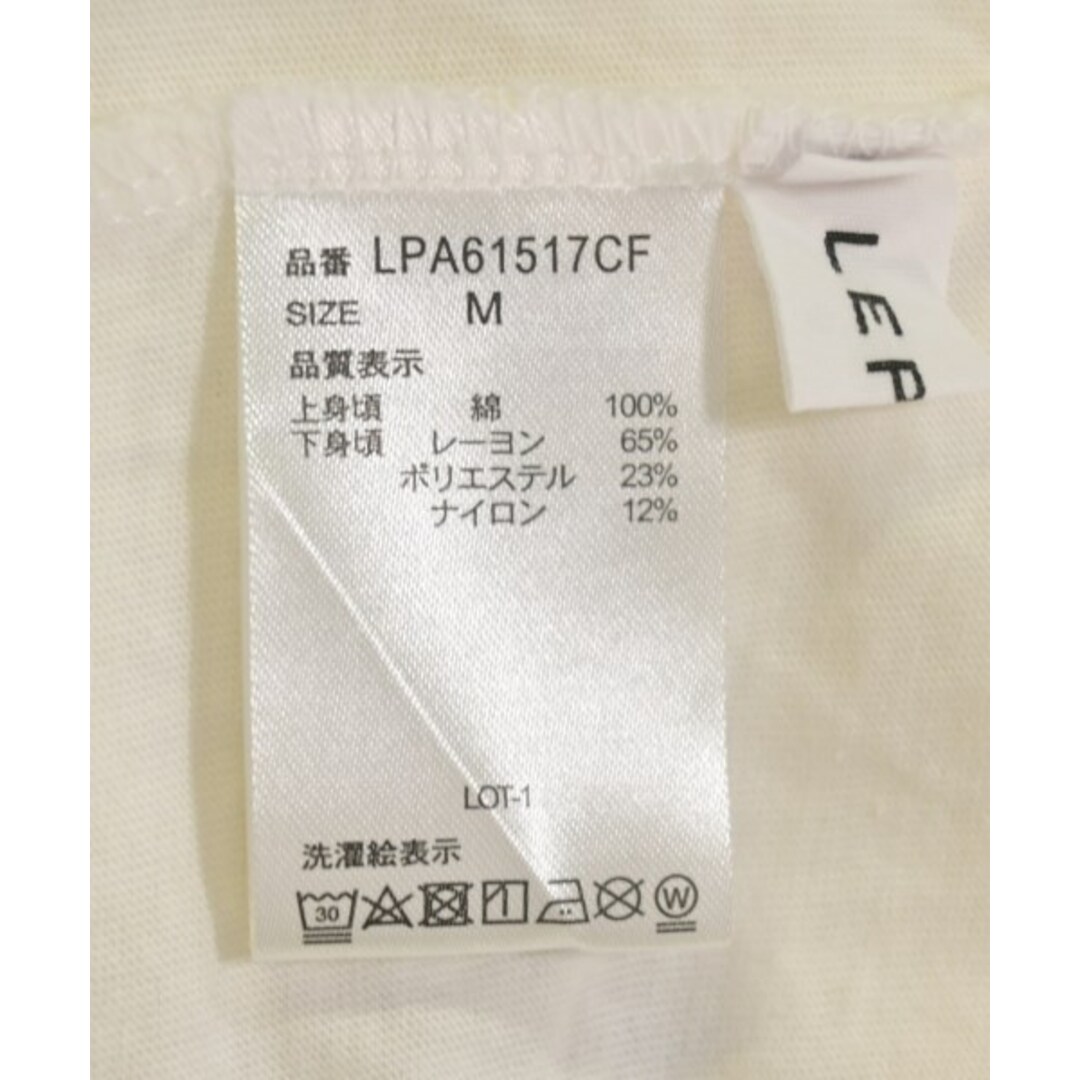 品番 LPA61517CF
SIZE M
品質表示
上身頃 綿 100%
下身頃 レーヨン 65%
ポリエステル 23%
ナイロン 12%
LOT-1
洗濯絵表示
30 W
LEP